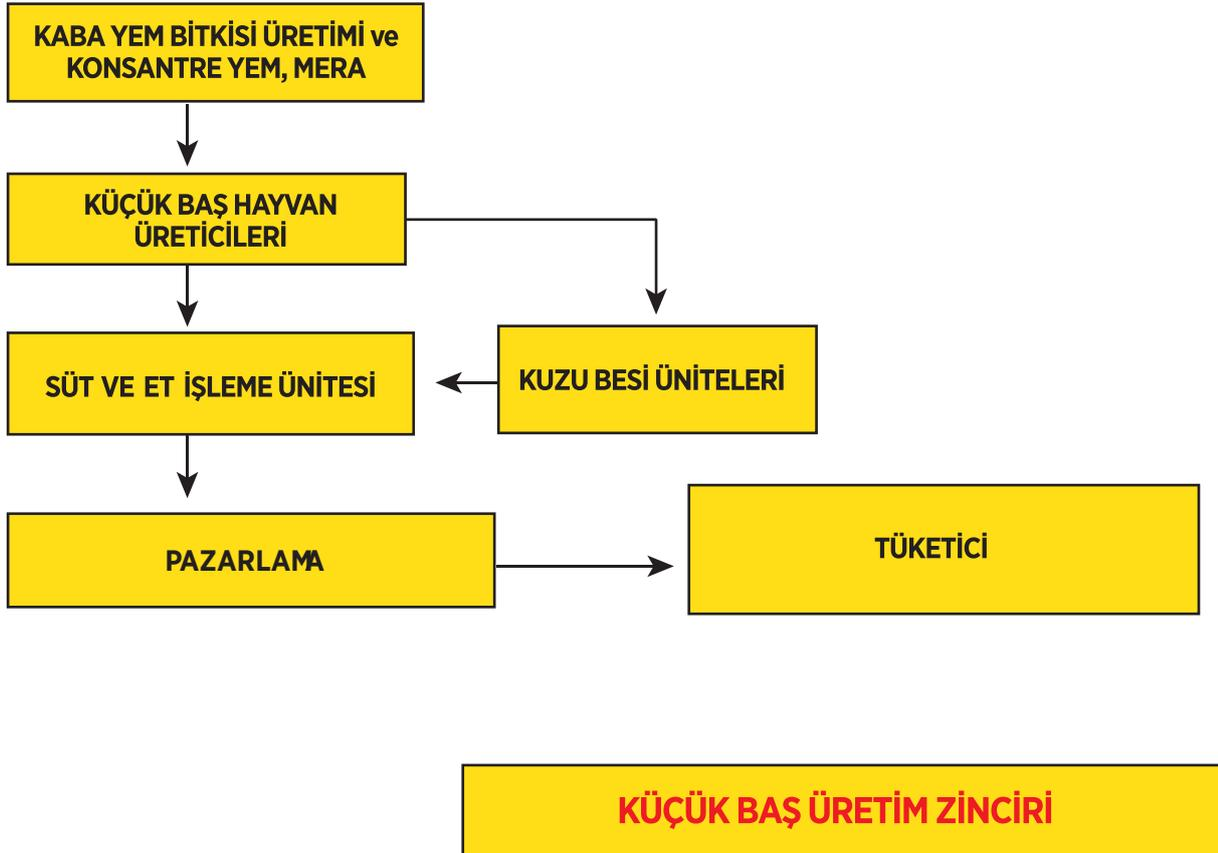 KABA YEM BİTKİSİ ÜRETİMİ ve
KONSANTRE YEM, MERA
KÜÇÜK BAŞ HAYVAN
ÜRETİCİLERİ
SÜT VE ET İŞLEME ÜNİTESİ
KUZU BESİ ÜNİTELERİ
PAZARLAMA
TÜKETİCİ
KÜÇÜK BAŞ ÜRETİM ZİNCİRİ